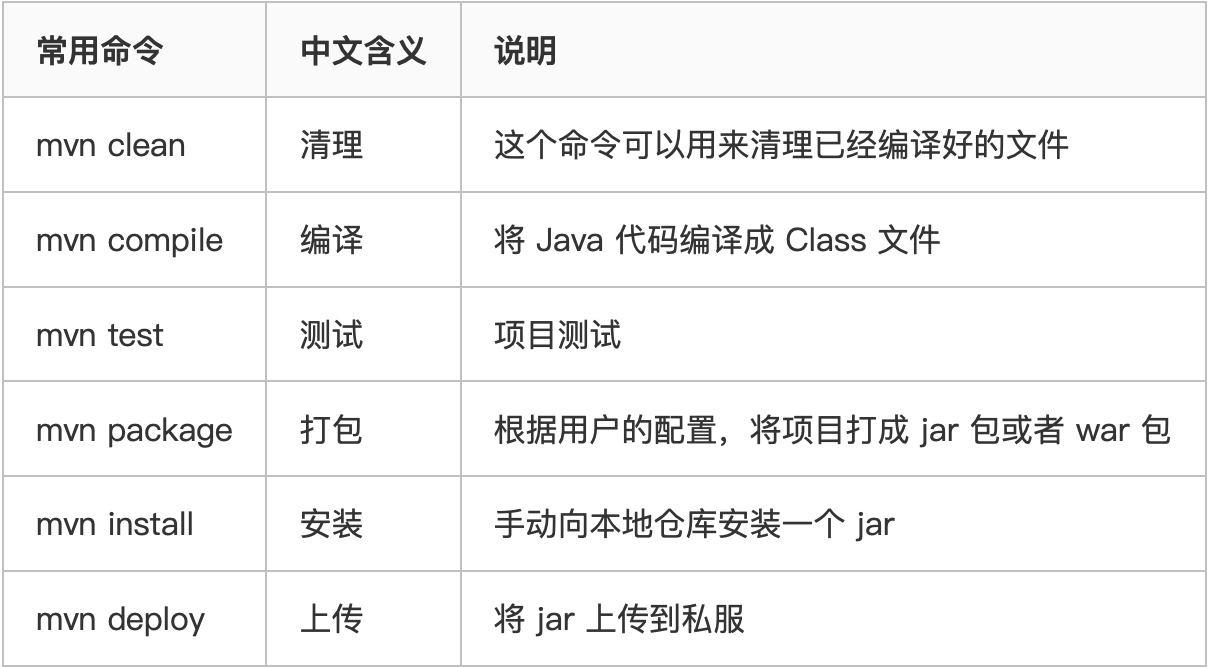 常用命令 中文含义 说明
mvn clean 清理 这个命令可以用来清理已经编译好的文件
mvn compile 编译 将 Java 代码编译成 Class 文件
mvn test 测试 项目测试
mvn package 打包 根据用户的配置，将项目打成 jar 包或者 war 包
mvn install 安装 手动向本地仓库安装一个 jar
mvn deploy 上传 将 jar 上传到私服